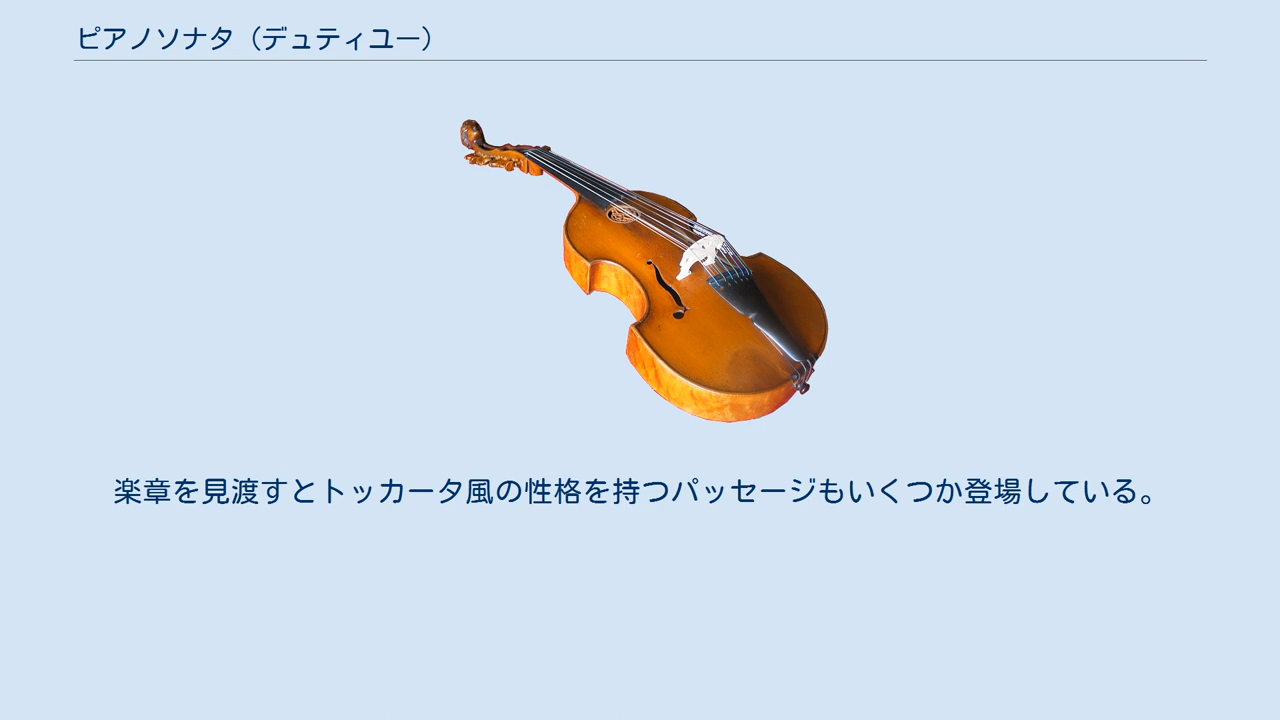 ピアノソナタ（デュティユー）
楽章を見渡すとトッカータ風の性格を持つパッセージもいくつか登場している。